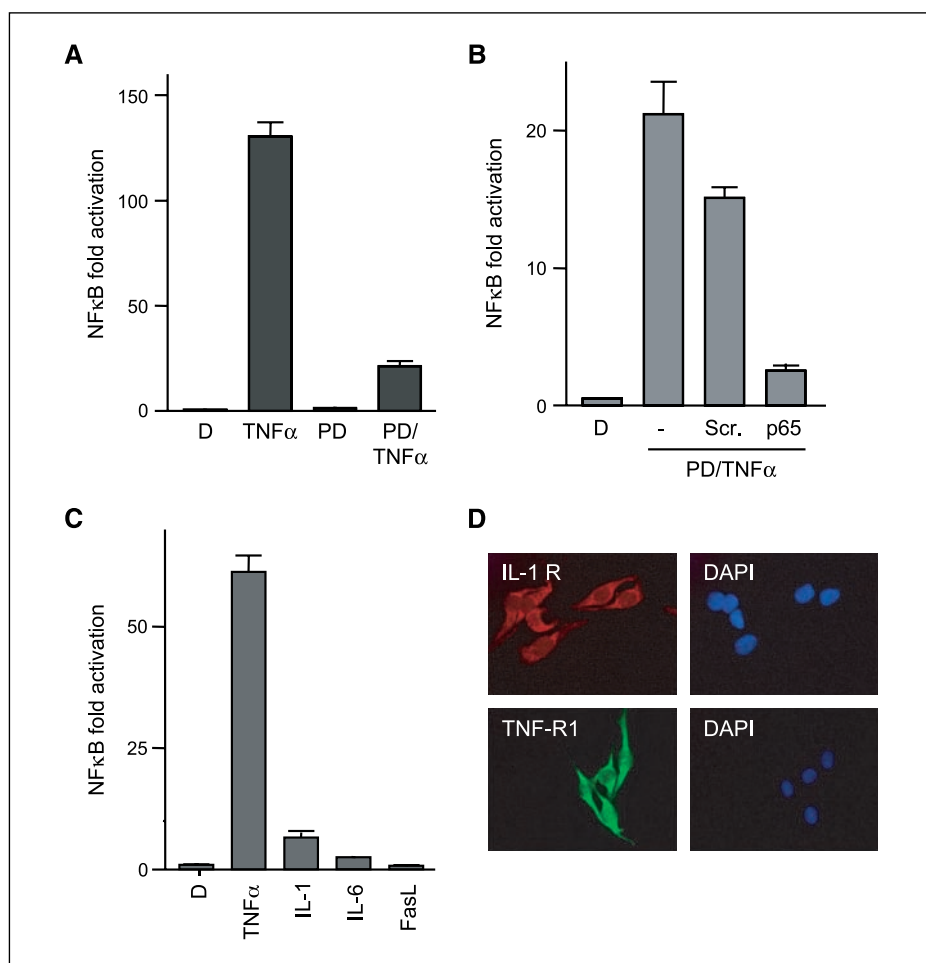 A
NFκB fold activation
150
100
50
0
D TNFα PD PD/
TNFα
B
NFκB fold activation
20
10
0
D - Scr. p65
PD/TNFα
C
NFκB fold activation
50
25
0
D
TNFα
IL-1
IL-6
FasL
D
IL-1 R
DAPI
TNF-R1
DAPI